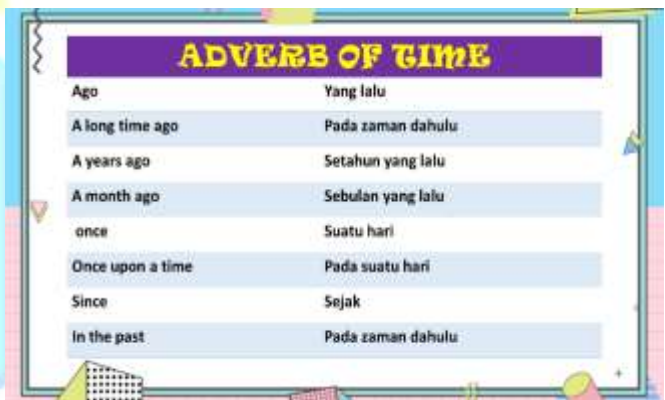 ADVERB OF TIME
Ago Yang lalu
A long time ago Pada zaman dahulu
A years ago Setahun yang lalu
A month ago Sebulan yang lalu
once Suatu hari
Once upon a time Pada suatu hari
Since Sejak
In the past Pada zaman dahulu